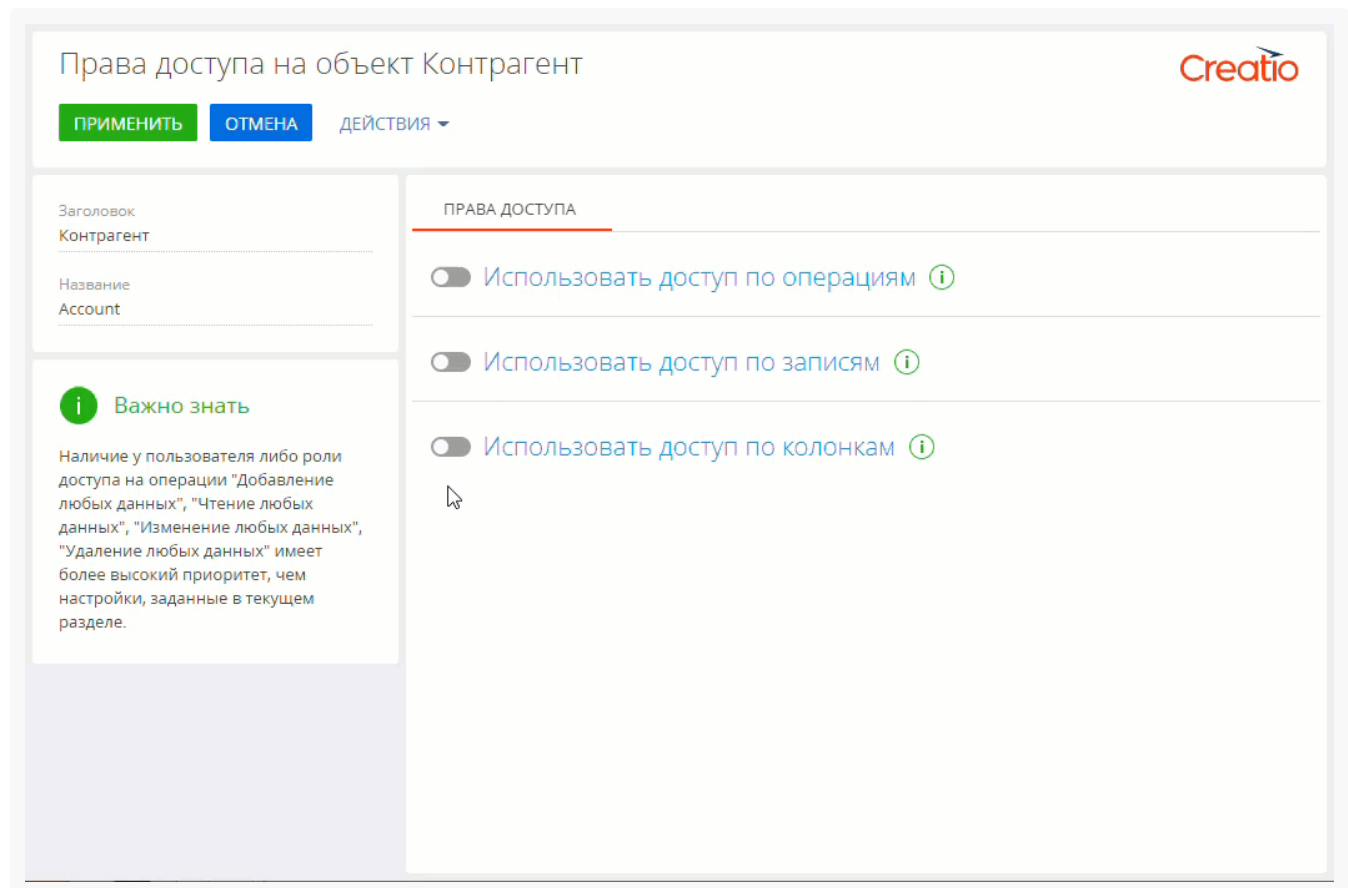 Права доступа на объект Контрагент
Creatio
ПРИМЕНИТЬ ОТМЕНА ДЕЙСТВИЯ
Заголовок
Контрагент
Название
Account
i Важно знать
Наличие у пользователя либо роли
доступа на операции "Добавление
любых данных", "Чтение любых
данных", "Изменение любых данных",
"Удаление любых данных" имеет
более высокий приоритет, чем
настройки, заданные в текущем
разделе.
ПРАВА ДОСТУПА
Использовать доступ по операциям i
Использовать доступ по записям i
Использовать доступ по колонкам i